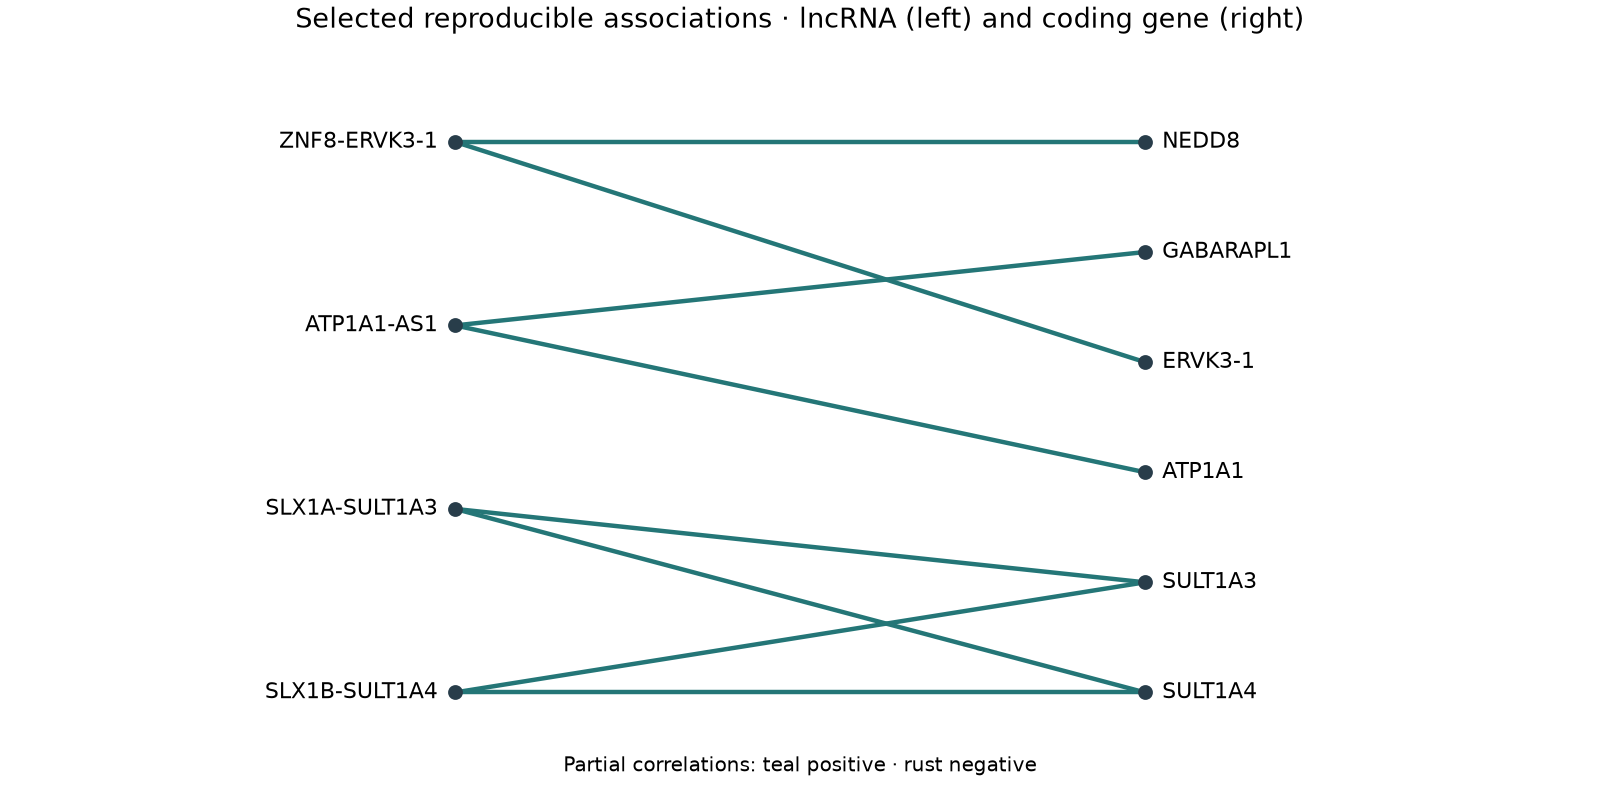 Selected reproducible associations · lncRNA (left) and coding gene (right)
ZNF8-ERVK3-1
NEDD8
GABARAPL1
ATP1A1-AS1
ERVK3-1
ATP1A1
SLX1A-SULT1A3
SULT1A3
SLX1B-SULT1A4
SULT1A4
Partial correlations: teal positive · rust negative